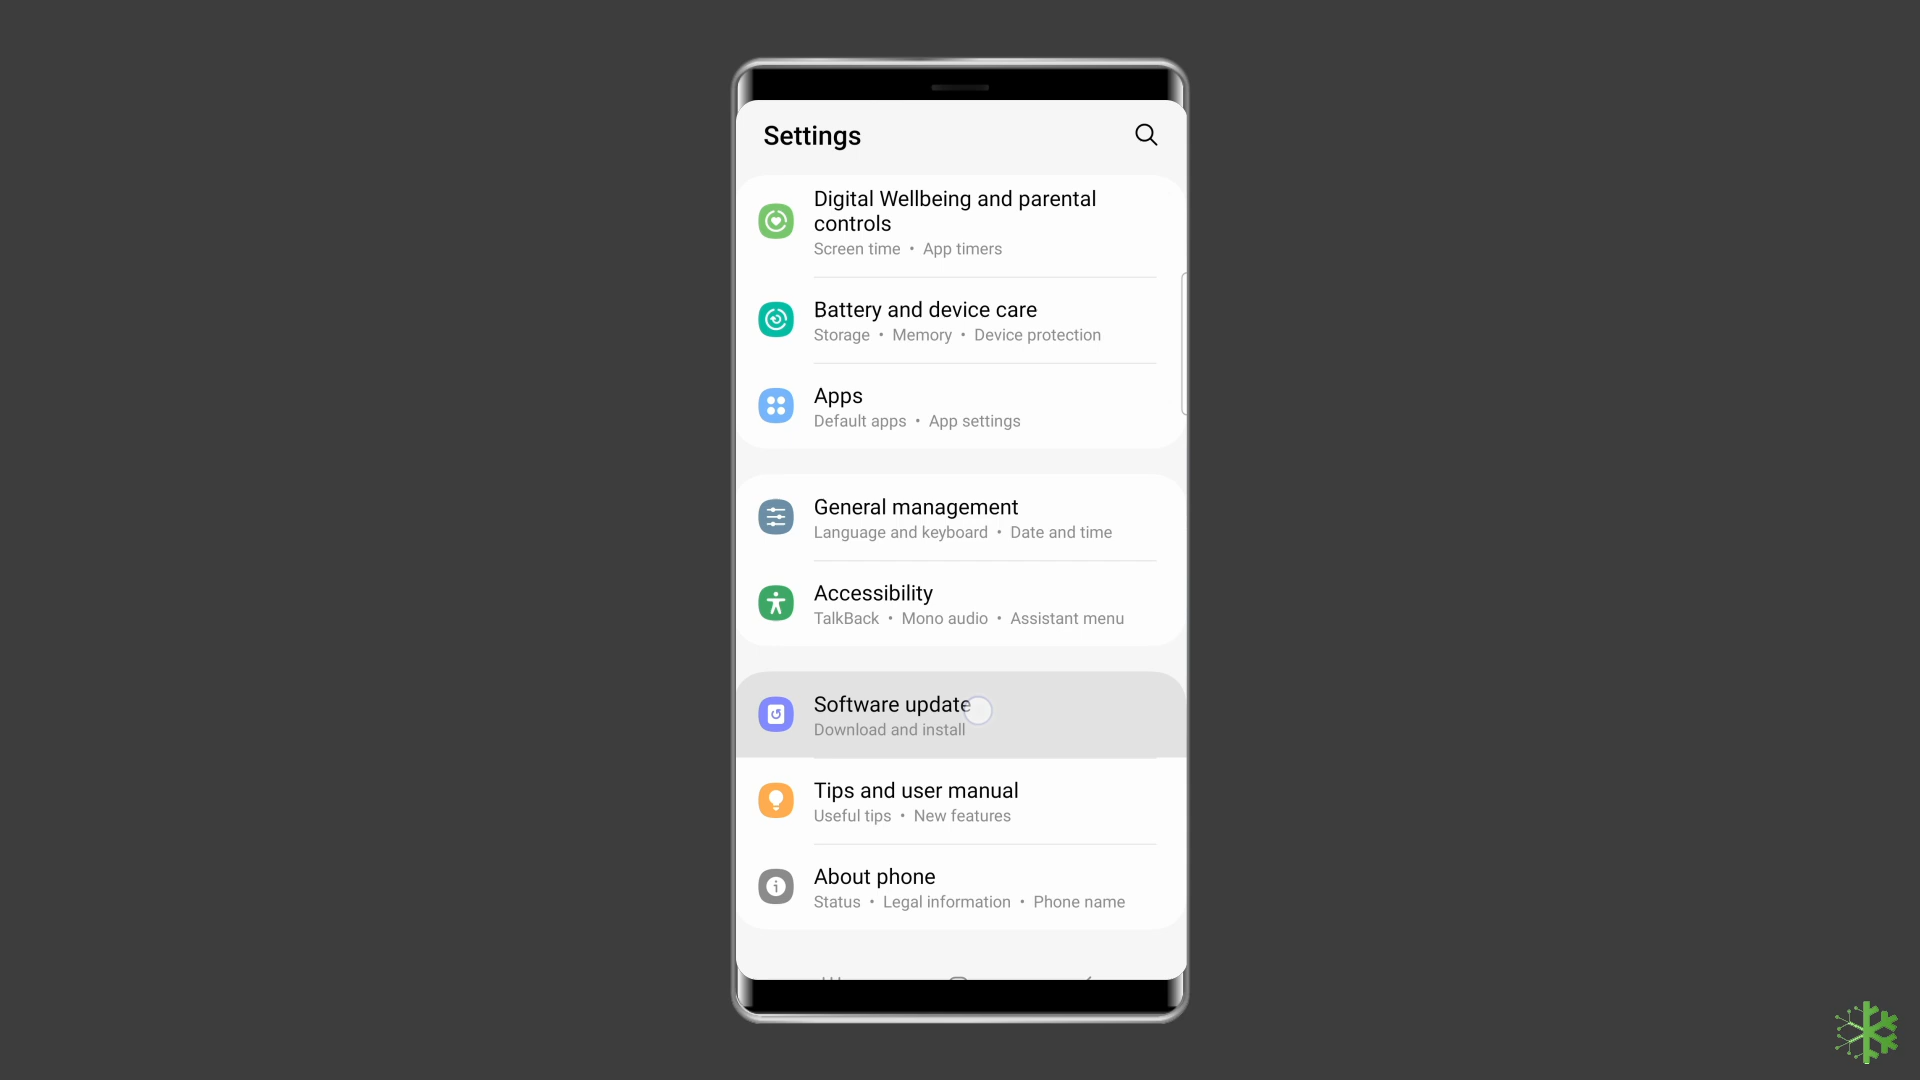 Settings
Digital Wellbeing and parental
controls
Screen time • App timers
Battery and device care
Storage • Memory • Device protection
Apps
Default apps • App settings
General management
Language and keyboard • Date and time
Accessibility
TalkBack • Mono audio • Assistant menu
Software update
Download and install
Tips and user manual
Useful tips • New features
About phone
Status • Legal information • Phone name